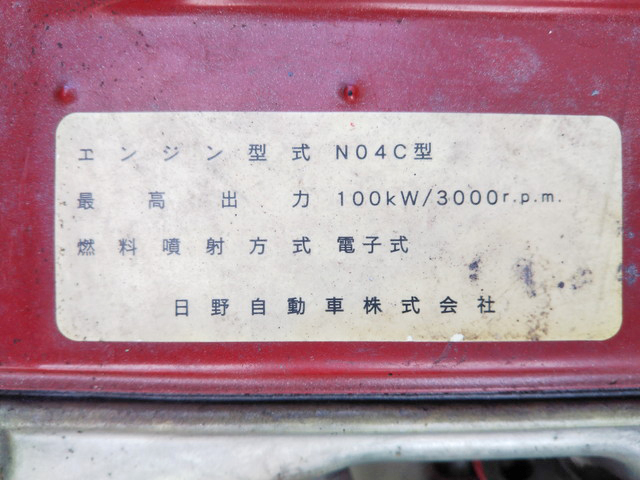 エンジン型式 N04C型
最高出力 100kW/3000r.p.m.
燃料噴射方式 電子式
日野自動車株式会社